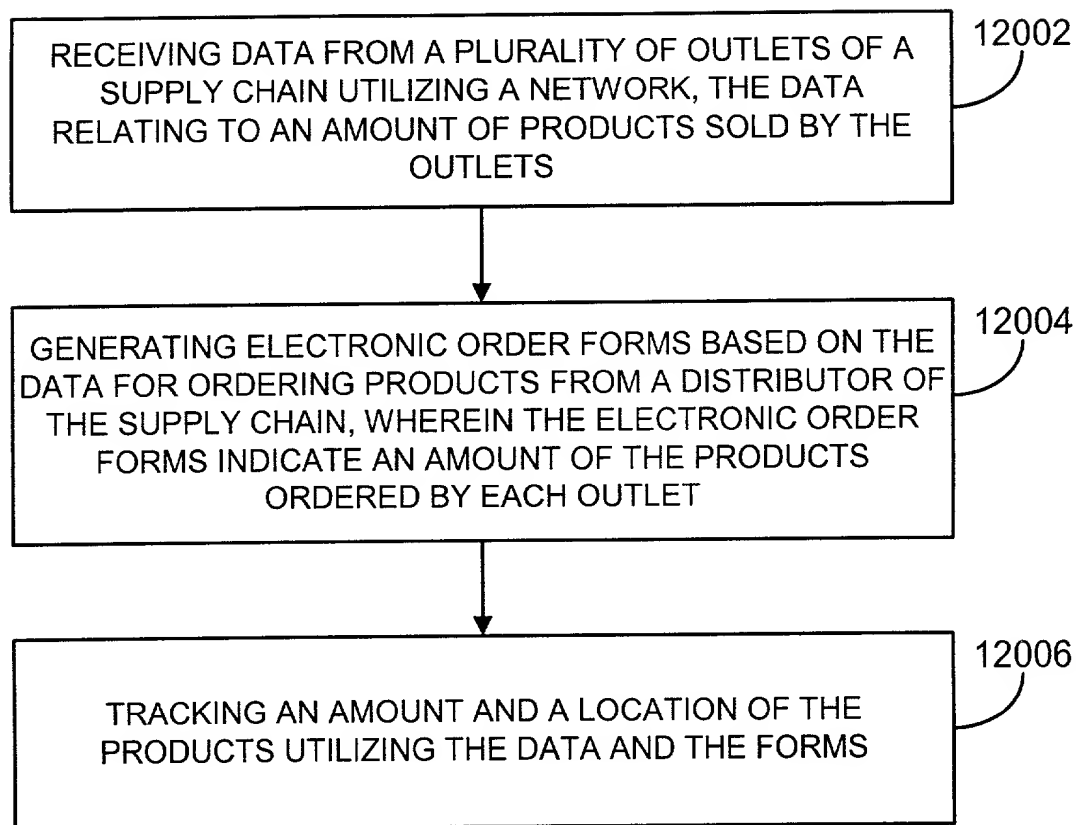 12002
RECEIVING DATA FROM A PLURALITY OF OUTLETS OF A
SUPPLY CHAIN UTILIZING A NETWORK, THE DATA
RELATING TO AN AMOUNT OF PRODUCTS SOLD BY THE
OUTLETS
12004
GENERATING ELECTRONIC ORDER FORMS BASED ON THE
DATA FOR ORDERING PRODUCTS FROM A DISTRIBUTOR OF
THE SUPPLY CHAIN, WHEREIN THE ELECTRONIC ORDER
FORMS INDICATE AN AMOUNT OF THE PRODUCTS
ORDERED BY EACH OUTLET
12006
TRACKING AN AMOUNT AND A LOCATION OF THE
PRODUCTS UTILIZING THE DATA AND THE FORMS